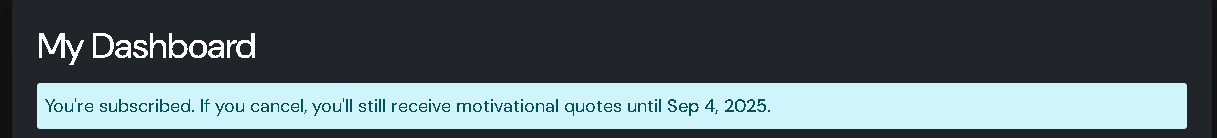 My Dashboard
You're subscribed. If you cancel, you'll still receive motivational quotes until Sep 4, 2025.